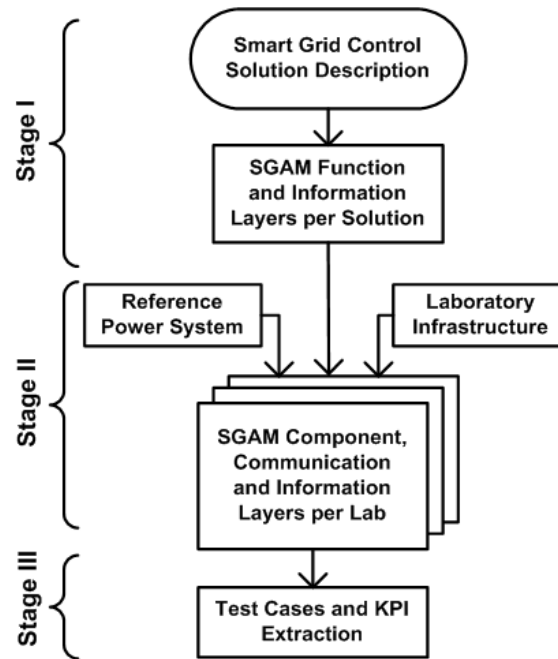 Stage I
Smart Grid Control
Solution Description
SGAM Function
and Information
Layers per Solution
Stage II
Reference
Power System
Laboratory
Infrastructure
SGAM Component,
Communication
and Information
Layers per Lab
Stage III
Test Cases and KPI
Extraction